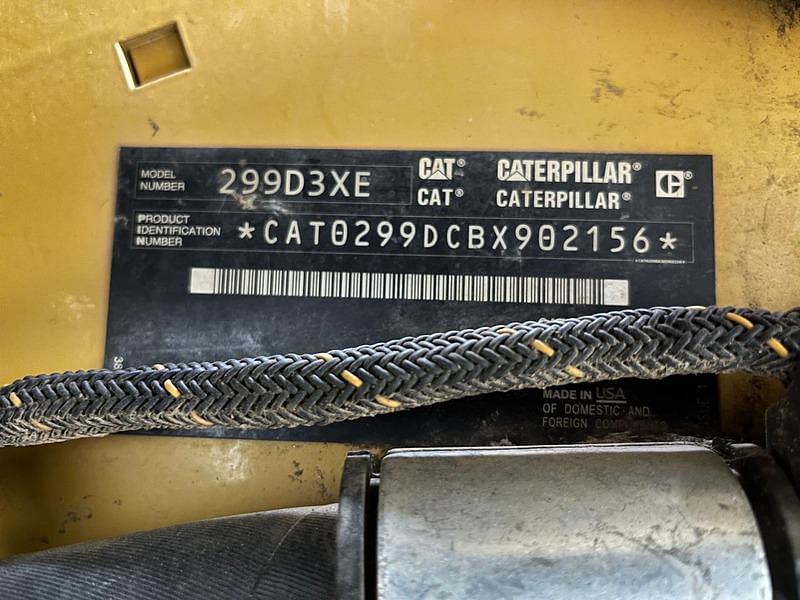 MODEL NUMBER 299D3XE
CAT® CATERPILLAR® C®
CAT® CATERPILLAR®
PRODUCT
IDENTIFICATION
NUMBER
*CAT0299DCBX902156*
MADE IN USA
OF DOMESTIC AND
FOREIGN